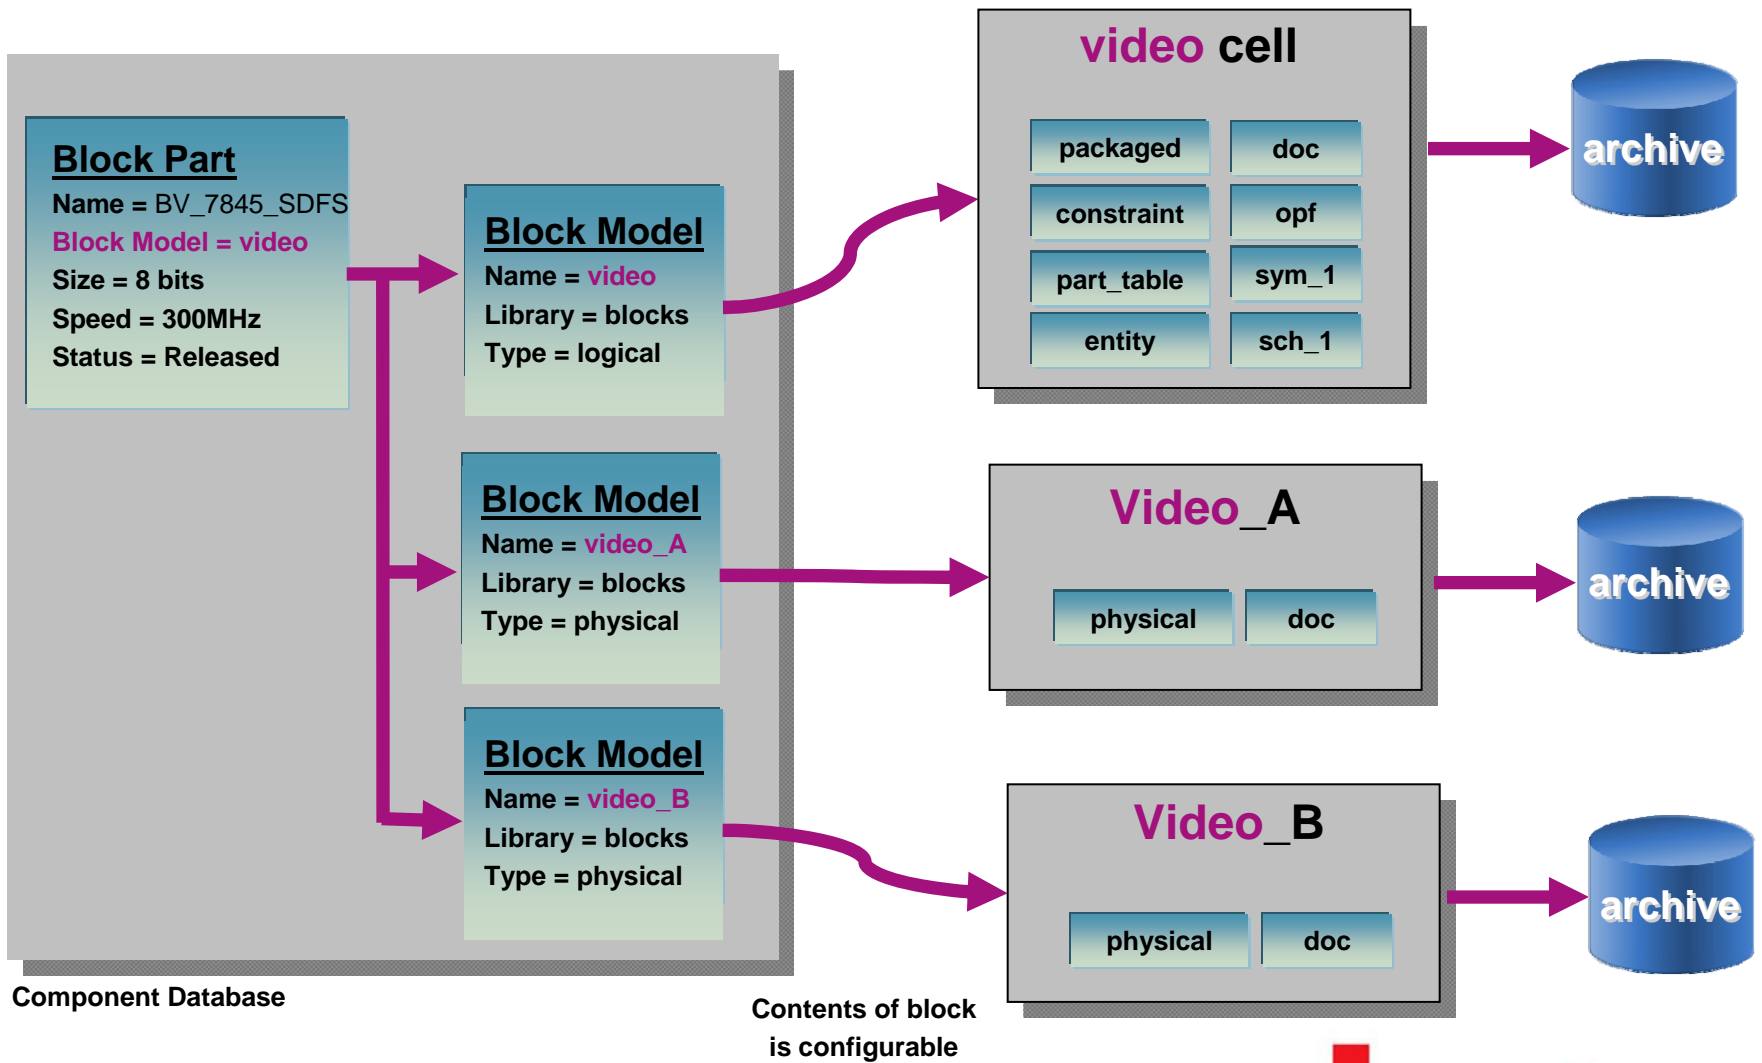 Block Part
Name = BV_7845_SDFS
Block Model = video
Size = 8 bits
Speed = 300MHz
Status = Released
Block Model
Name = video
Library = blocks
Type = logical
Block Model
Name = video_A
Library = blocks
Type = physical
Block Model
Name = video_B
Library = blocks
Type = physical
Component Database
video cell
packaged
doc
constraint
opf
part_table
sym_1
entity
sch_1
archive
Video_A
physical
doc
archive
Video_B
physical
doc
archive
Contents of block
is configurable